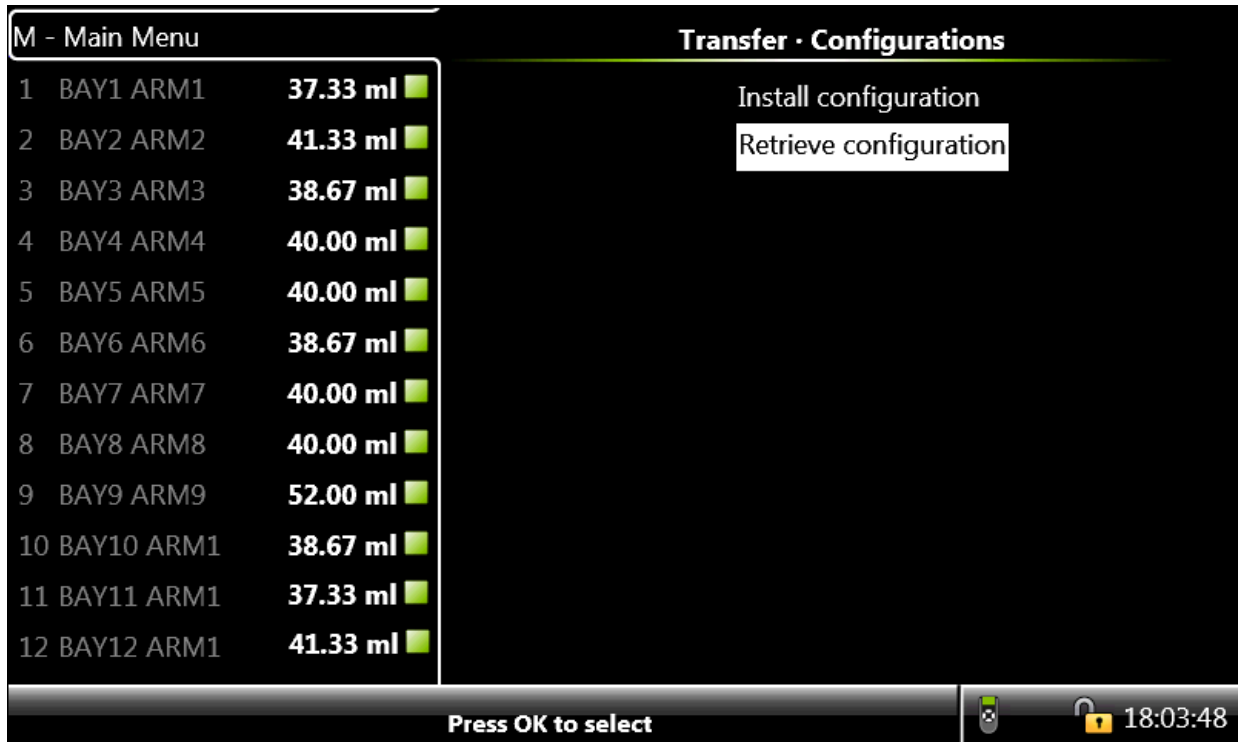 M - Main Menu
1 BAY1 ARM1 37.33 ml
2 BAY2 ARM2 41.33 ml
3 BAY3 ARM3 38.67 ml
4 BAY4 ARM4 40.00 ml
5 BAY5 ARM5 40.00 ml
6 BAY6 ARM6 38.67 ml
7 BAY7 ARM7 40.00 ml
8 BAY8 ARM8 40.00 ml
9 BAY9 ARM9 52.00 ml
10 BAY10 ARM1 38.67 ml
11 BAY11 ARM1 37.33 ml
12 BAY12 ARM1 41.33 ml
Transfer · Configurations
Install configuration
Retrieve configuration
Press OK to select
18:03:48